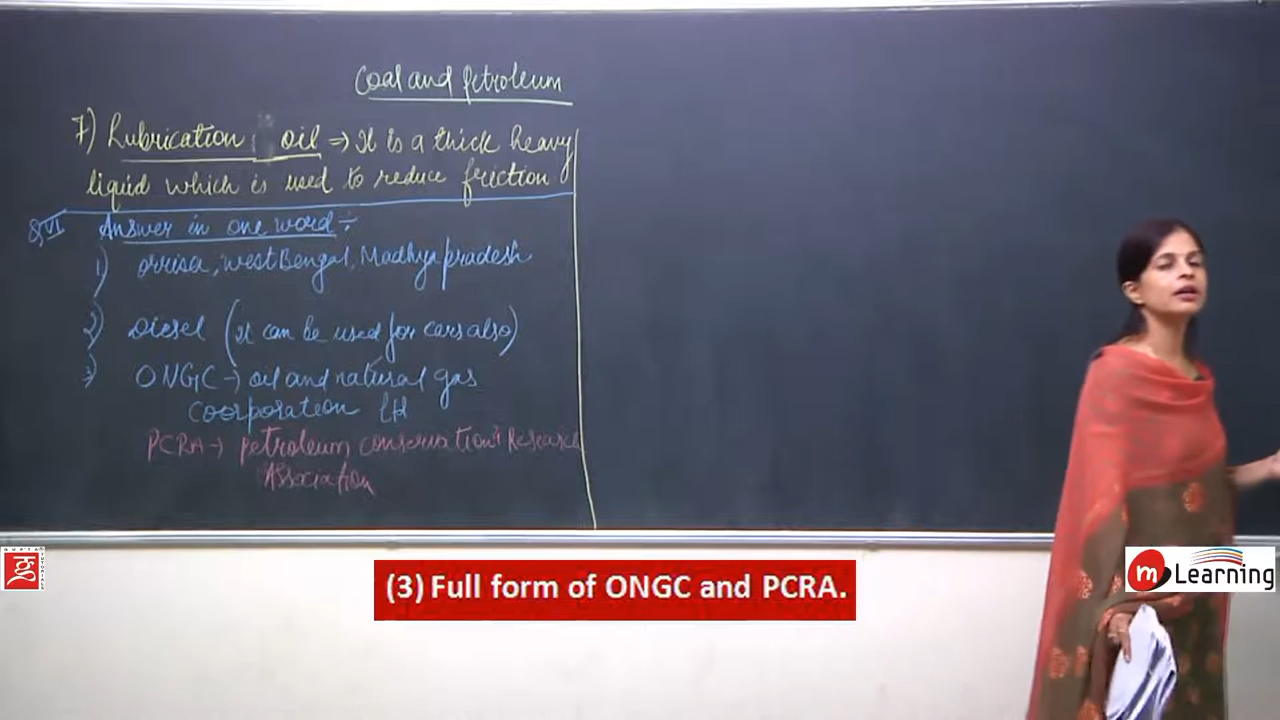 Coal and Petroleum
7) Lubrication oil ⇒ It is a thick heavy
liquid which is used to reduce friction
Q VI Answer in one word ÷
1) Orrisa, west Bengal, Madhya pradesh
2) Diesel (it can be used for cars also)
3) ONGC → oil and natural gas
Coorporation Ltd
PCRA → petroleum conservation & Research
Association
GUPTA TUTORIALS
m Learning
(3) Full form of ONGC and PCRA.